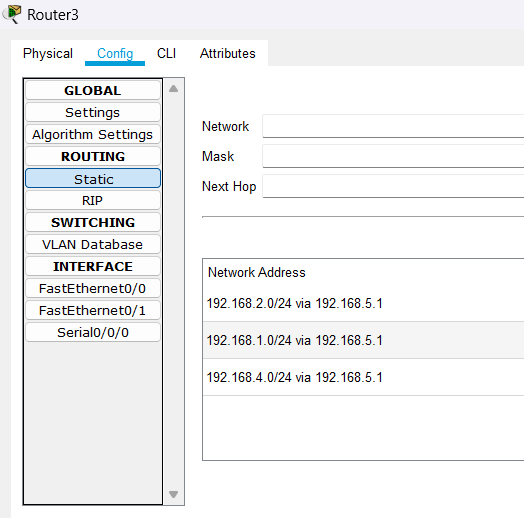 Router3
Physical Config CLI Attributes
GLOBAL
Settings
Algorithm Settings
ROUTING
Static
RIP
SWITCHING
VLAN Database
INTERFACE
FastEthernet0/0
FastEthernet0/1
Serial0/0/0
Network
Mask
Next Hop
Network Address
192.168.2.0/24 via 192.168.5.1
192.168.1.0/24 via 192.168.5.1
192.168.4.0/24 via 192.168.5.1